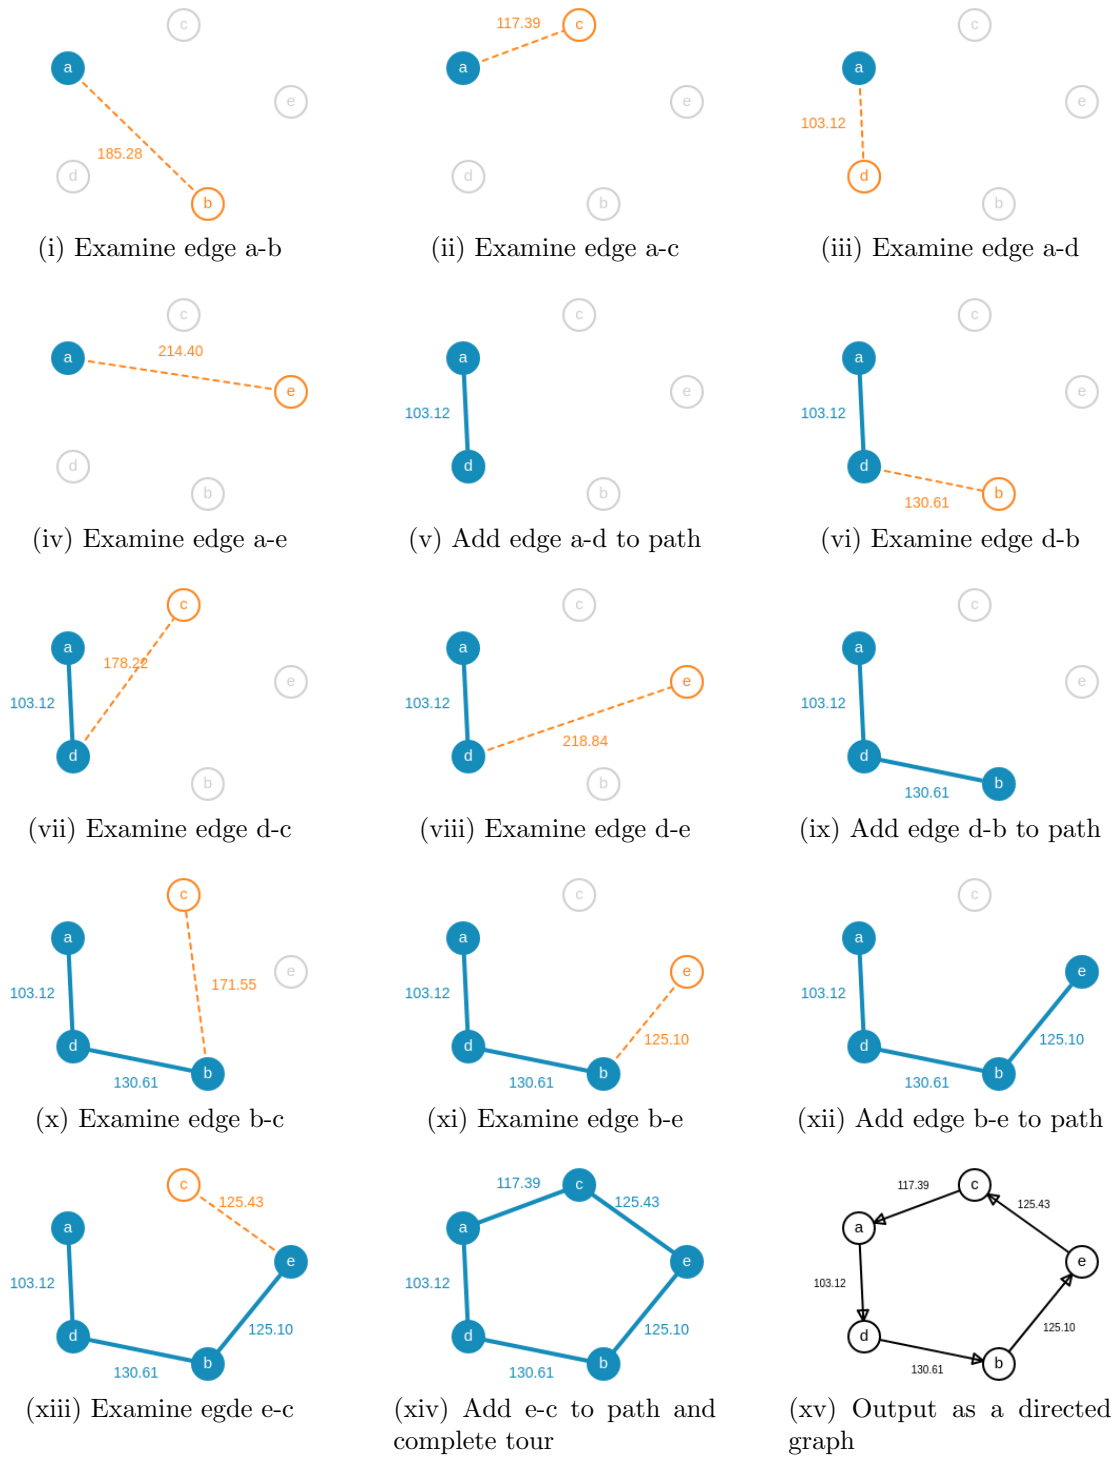 c
a
e
185.28
d
b
(i) Examine edge a-b
117.39
c
a
e
d
b
(ii) Examine edge a-c
c
a
e
103.12
d
b
(iii) Examine edge a-d
c
214.40
a
e
d
b
(iv) Examine edge a-e
c
a
e
103.12
d
b
(v) Add edge a-d to path
c
a
e
103.12
d
b
130.61
(vi) Examine edge d-b
c
a
178.22
e
103.12
d
b
(vii) Examine edge d-c
c
a
e
103.12
218.84
d
b
(viii) Examine edge d-e
c
a
e
103.12
d
b
130.61
(ix) Add edge d-b to path
c
a
e
171.55
103.12
d
b
130.61
(x) Examine edge b-c
c
a
e
103.12
125.10
d
b
130.61
(xi) Examine edge b-e
c
a
e
103.12
125.10
d
b
130.61
(xii) Add edge b-e to path
c
125.43
a
e
103.12
125.10
d
b
130.61
(xiii) Examine egde e-c
117.39
c
125.43
a
e
103.12
125.10
d
b
130.61
(xiv) Add e-c to path and
complete tour
117.39
c
125.43
a
e
103.12
125.10
d
b
130.61
(xv) Output as a directed
graph